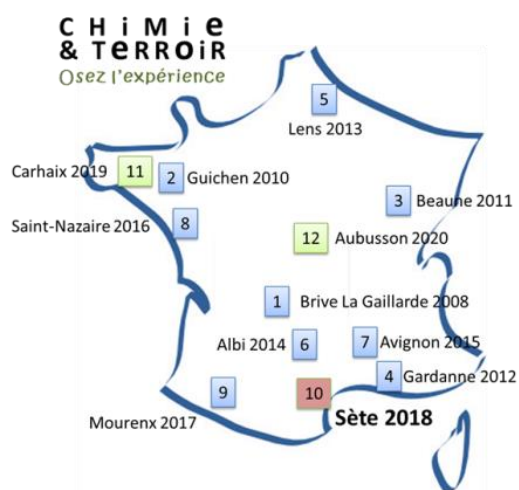 CHiMie
& TeRRoiR
Osez l'expérience
5
Lens 2013
Carhaix 2019 11
2 Guichen 2010
3 Beaune 2011
Saint-Nazaire 2016 8
12 Aubusson 2020
1 Brive La Gaillarde 2008
Albi 2014 6
7 Avignon 2015
4 Gardanne 2012
9
Mourenx 2017
10
Sète 2018